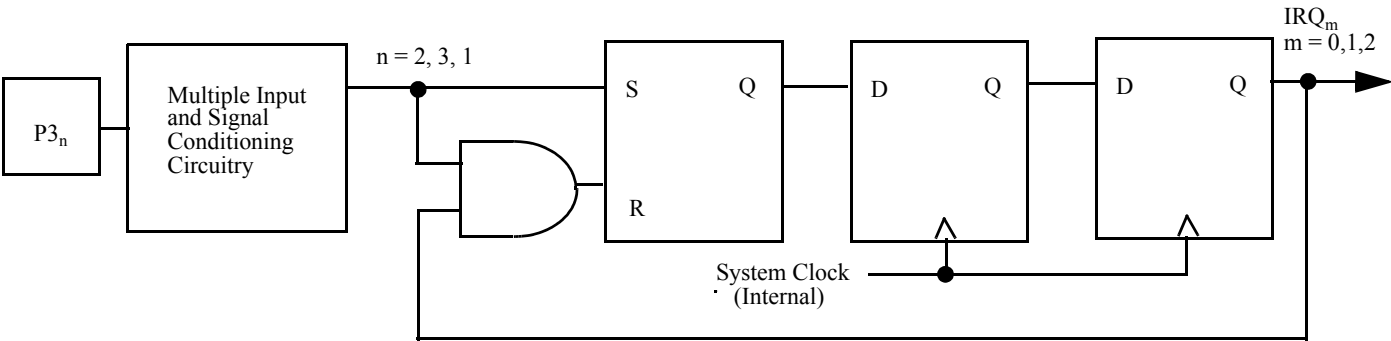 P3n
Multiple Input
and Signal
Conditioning
Circuitry
n = 2, 3, 1
S
Q
R
D
Q
D
Q
IRQm
m = 0,1,2
System Clock
(Internal)